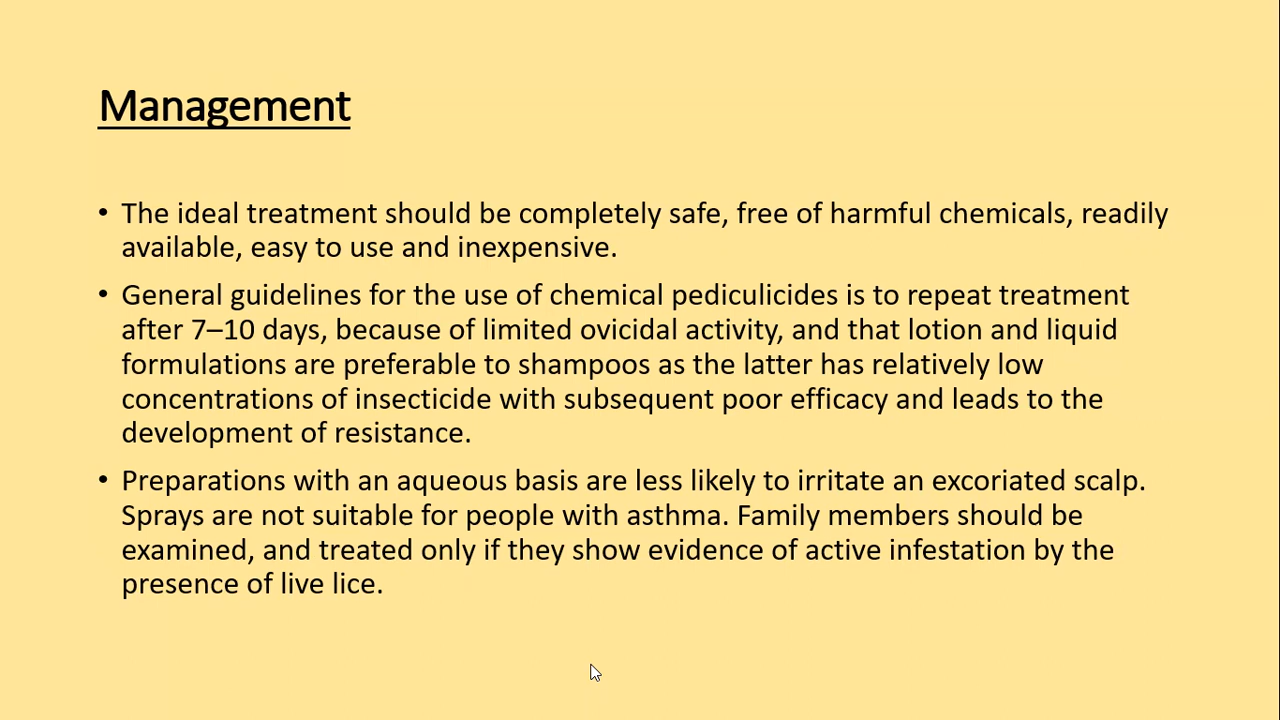 Management
• The ideal treatment should be completely safe, free of harmful chemicals, readily
available, easy to use and inexpensive.
• General guidelines for the use of chemical pediculicides is to repeat treatment
after 7–10 days, because of limited ovicidal activity, and that lotion and liquid
formulations are preferable to shampoos as the latter has relatively low
concentrations of insecticide with subsequent poor efficacy and leads to the
development of resistance.
• Preparations with an aqueous basis are less likely to irritate an excoriated scalp.
Sprays are not suitable for people with asthma. Family members should be
examined, and treated only if they show evidence of active infestation by the
presence of live lice.